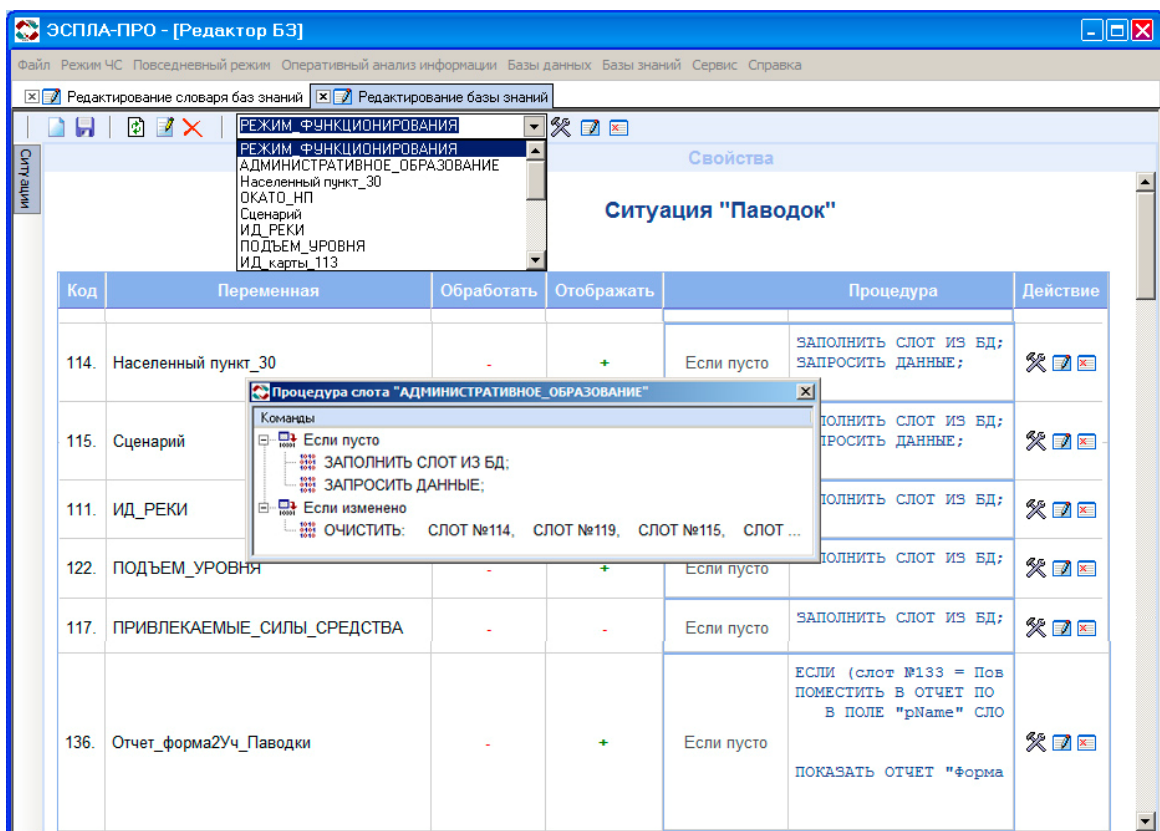 ЭСПЛА-ПРО - [Редактор БЗ]
Файл Режим ЧС Повседневный режим Оперативный анализ информации Базы данных Базы знаний Сервис Справка
Редактирование словаря баз знаний Редактирование базы знаний
РЕЖИМ_ФУНКЦИОНИРОВАНИЯ
РЕЖИМ_ФУНКЦИОНИРОВАНИЯ
АДМИНИСТРАТИВНОЕ_ОБРАЗОВАНИЕ
Населенный пункт_30
ОКАТО_НП
Сценарий
ИД_РЕКИ
ПОДЪЕМ_УРОВНЯ
ИД_карты_113
Ситуации
Свойства
Ситуация "Паводок"
Код Переменная Обработать Отображать Процедура Действие
114. Населенный пункт_30 - + Если пусто ЗАПОЛНИТЬ СЛОТ ИЗ БД;
ЗАПРОСИТЬ ДАННЫЕ;
Процедура слота "АДМИНИСТРАТИВНОЕ_ОБРАЗОВАНИЕ"
Команды
Если пусто
ЗАПОЛНИТЬ СЛОТ ИЗ БД;
ЗАПРОСИТЬ ДАННЫЕ;
Если изменено
ОЧИСТИТЬ: СЛОТ №114, СЛОТ №119, СЛОТ №115, СЛОТ ...
115. Сценарий ОЛНИТЬ СЛОТ ИЗ БД;
РОСИТЬ ДАННЫЕ;
111. ИД_РЕКИ ОЛНИТЬ СЛОТ ИЗ БД;
122. ПОДЪЕМ_УРОВНЯ - + Если пусто ОЛНИТЬ СЛОТ ИЗ БД;
117. ПРИВЛЕКАЕМЫЕ_СИЛЫ_СРЕДСТВА - - Если пусто ЗАПОЛНИТЬ СЛОТ ИЗ БД;
136. Отчет_форма2Уч_Паводки - + Если пусто
ЕСЛИ (слот №133 = Пов
ПОМЕСТИТЬ В ОТЧЕТ ПО
В ПОЛЕ "pName" СЛО
ПОКАЗАТЬ ОТЧЕТ "Форма